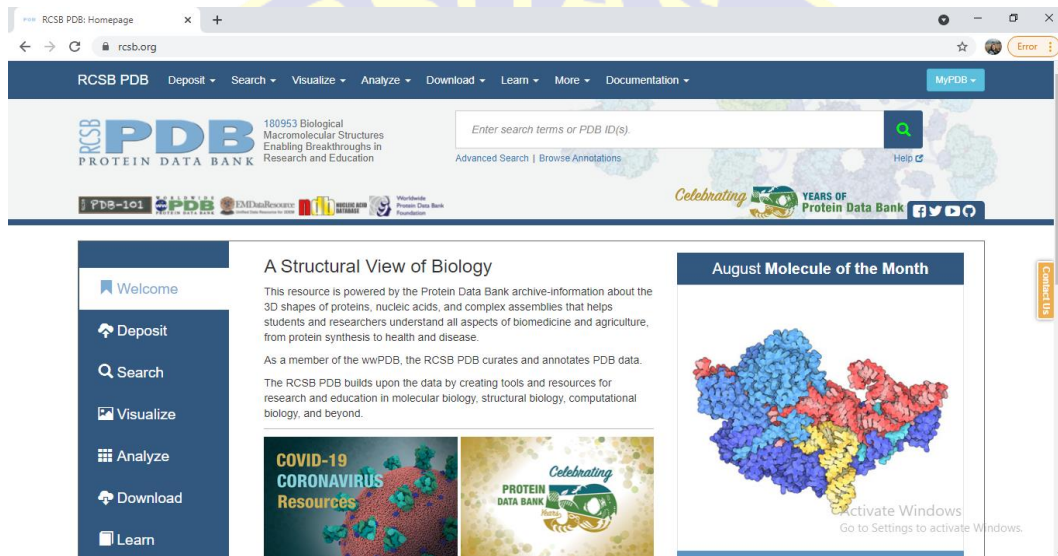 RCSB PDB: Homepage
rcsb.org
Error
RCSB PDB Deposit Search Visualize Analyze Download Learn More Documentation MyPDB
RCSB PDB
PROTEIN DATA BANK
180953 Biological
Macromolecular Structures
Enabling Breakthroughs in
Research and Education
Enter search terms or PDB ID(s).
Advanced Search | Browse Annotations
Help
PDB-101
PDB
EMDataResource
NUCLEIC ACID
DATABASE
Worldwide
Protein Data Bank
Foundation
Celebrating
YEARS OF
Protein Data Bank
Contact Us
Welcome
Deposit
Search
Visualize
Analyze
Download
Learn
A Structural View of Biology
This resource is powered by the Protein Data Bank archive-information about the
3D shapes of proteins, nucleic acids, and complex assemblies that helps
students and researchers understand all aspects of biomedicine and agriculture,
from protein synthesis to health and disease.
As a member of the wwPDB, the RCSB PDB curates and annotates PDB data.
The RCSB PDB builds upon the data by creating tools and resources for
research and education in molecular biology, structural biology, computational
biology, and beyond.
COVID-19
CORONAVIRUS
Resources
Celebrating
PROTEIN
DATA BANK
Years
August Molecule of the Month
Activate Windows
Go to Settings to activate Windows.